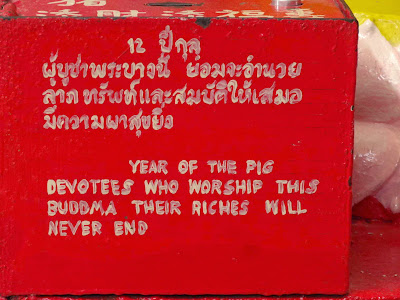 12 ปีกุล
ผู้บูชาพระบางนี้ ย่อมจะอำนวย
ลาภทรัพท์และสมบัติให้เสมอ
มีความผาสุขยิ่ง
YEAR OF THE PIG
DEVOTEES WHO WORSHIP THIS
BUDDMA THEIR RICHES WILL
NEVER END